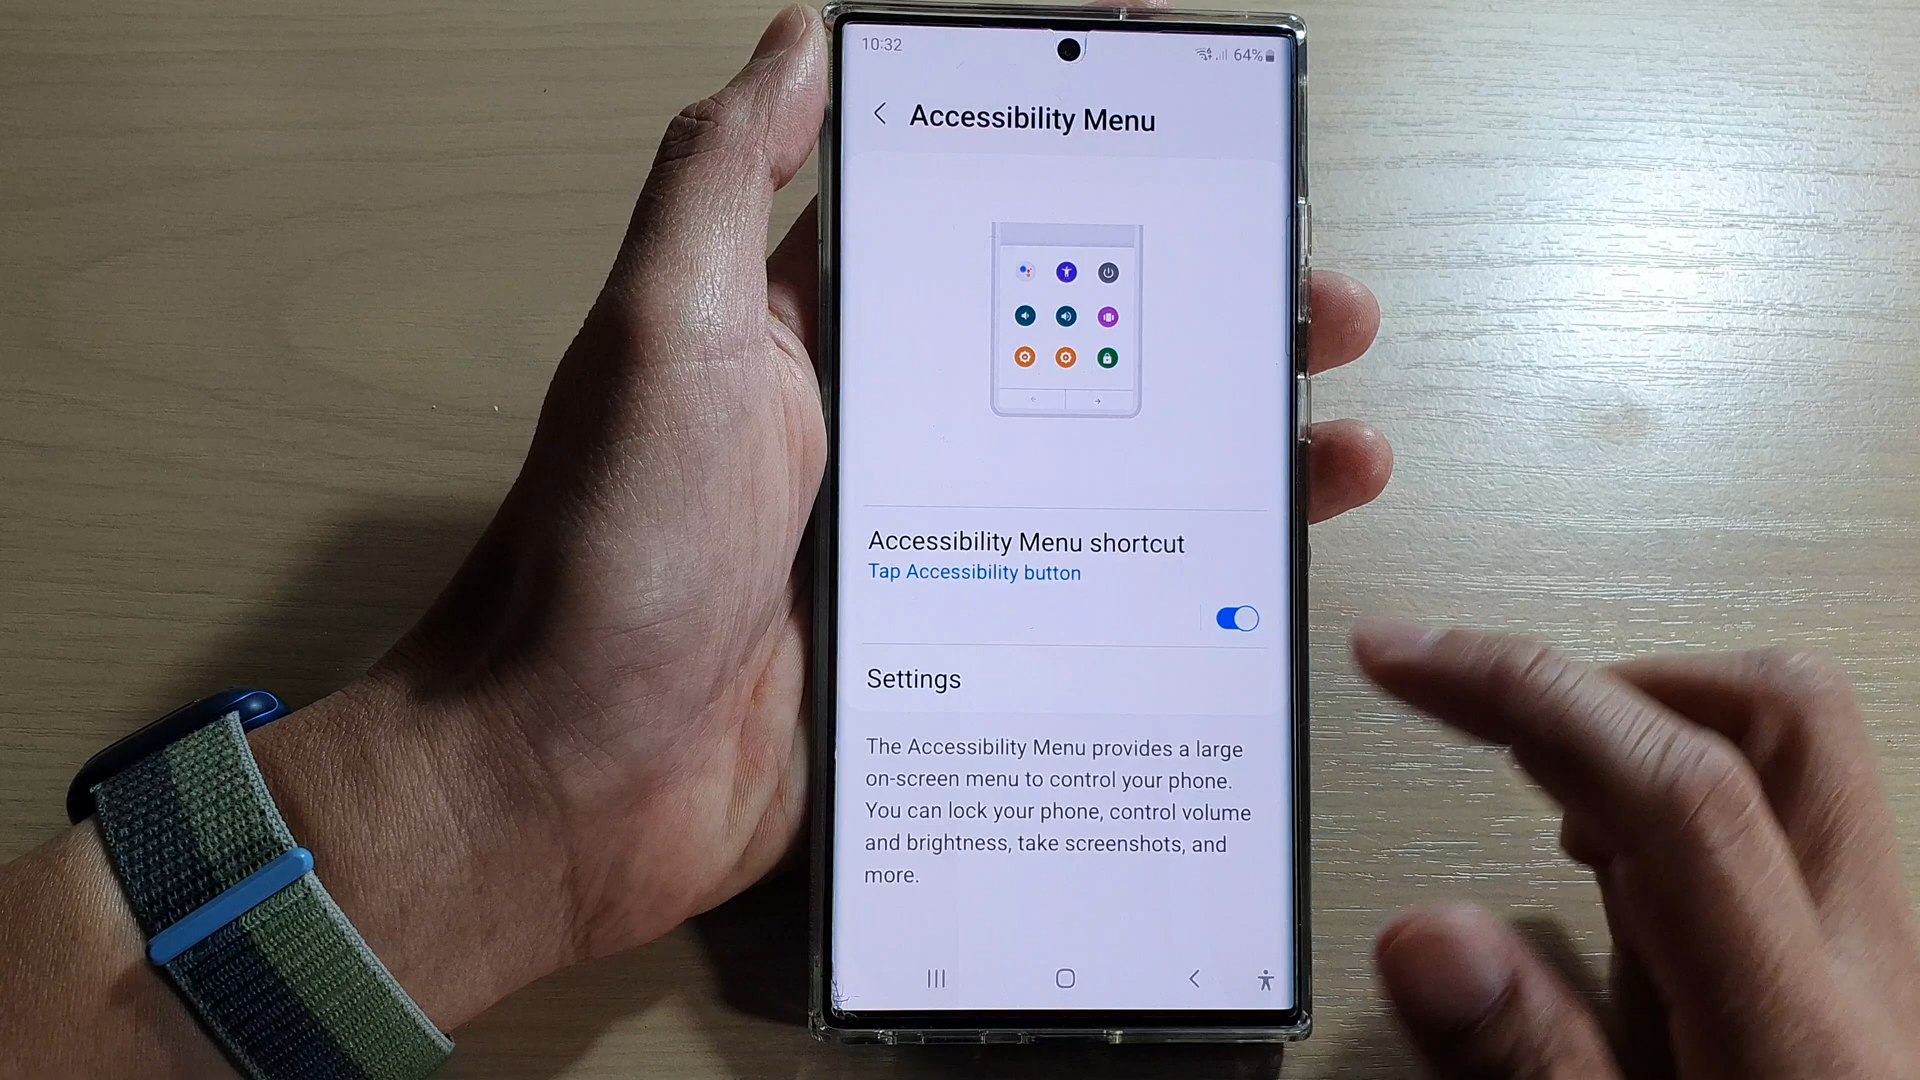 10:32
64%
Accessibility Menu
Accessibility Menu shortcut
Tap Accessibility button
Settings
The Accessibility Menu provides a large
on-screen menu to control your phone.
You can lock your phone, control volume
and brightness, take screenshots, and
more.